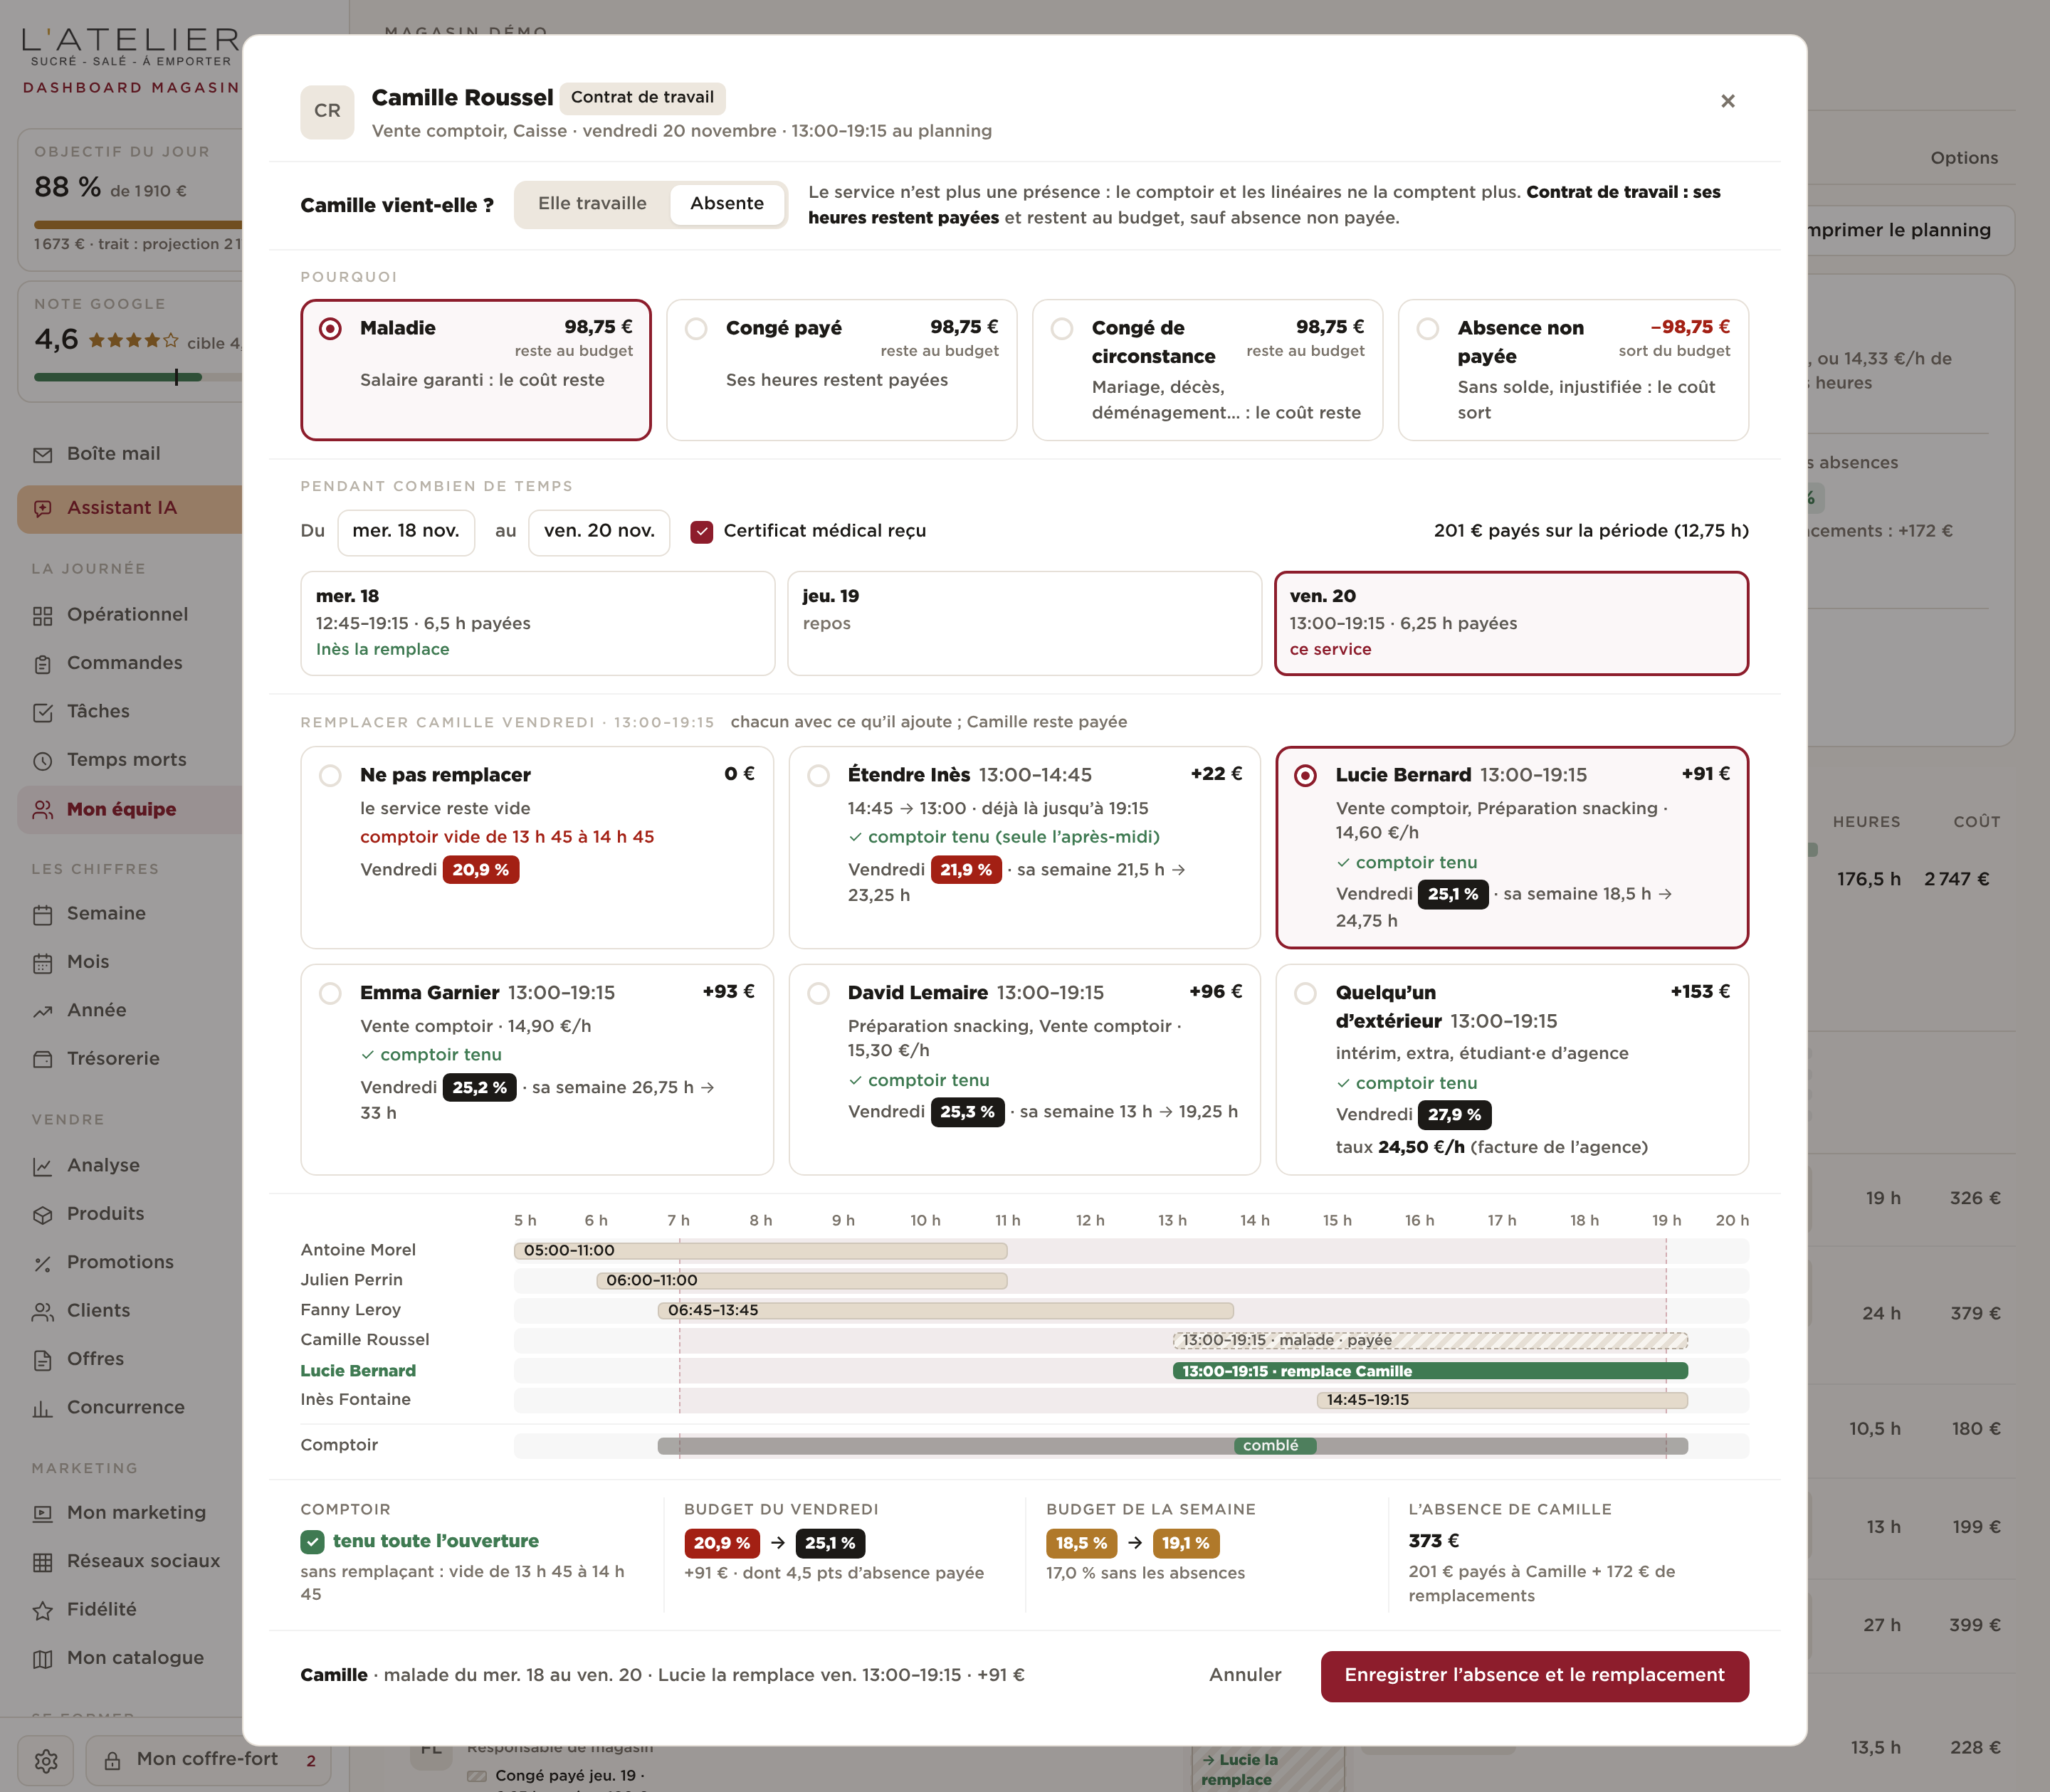 L'ATELIER
SUCRÉ - SALÉ - À EMPORTER
DASHBOARD MAGASIN
OBJECTIF DU JOUR
88 % de 1 910 €
1 673 € · trait : projection 2 1
NOTE GOOGLE
4,6 cible 4,
Boîte mail
Assistant IA
LA JOURNÉE
Opérationnel
Commandes
Tâches
Temps morts
Mon équipe
LES CHIFFRES
Semaine
Mois
Année
Trésorerie
VENDRE
Analyse
Produits
Promotions
Clients
Offres
Concurrence
MARKETING
Mon marketing
Réseaux sociaux
Fidélité
Mon catalogue
SE FORMER
Mon coffre-fort 2
MAGASIN DÉMO
CR
Camille Roussel Contrat de travail
Vente comptoir, Caisse · vendredi 20 novembre · 13:00–19:15 au planning
×
Camille vient-elle ? Elle travaille Absente
Le service n’est plus une présence : le comptoir et les linéaires ne la comptent plus. Contrat de travail : ses
heures restent payées et restent au budget, sauf absence non payée.
POURQUOI
Maladie 98,75 €
reste au budget
Salaire garanti : le coût reste
Congé payé 98,75 €
reste au budget
Ses heures restent payées
Congé de circonstance 98,75 €
reste au budget
Mariage, décès,
déménagement… : le coût reste
Absence non payée –98,75 €
sort du budget
Sans solde, injustifiée : le coût
sort
PENDANT COMBIEN DE TEMPS
Du mer. 18 nov. au ven. 20 nov. Certificat médical reçu 201 € payés sur la période (12,75 h)
mer. 18
12:45–19:15 · 6,5 h payées
Inès la remplace
jeu. 19
repos
ven. 20
13:00–19:15 · 6,25 h payées
ce service
REMPLACER CAMILLE VENDREDI · 13:00–19:15 chacun avec ce qu’il ajoute ; Camille reste payée
Ne pas remplacer 0 €
le service reste vide
comptoir vide de 13 h 45 à 14 h 45
Vendredi 20,9 %
Étendre Inès 13:00–14:45 +22 €
14:45 → 13:00 · déjà là jusqu’à 19:15
✓ comptoir tenu (seule l’après-midi)
Vendredi 21,9 % · sa semaine 21,5 h →
23,25 h
Lucie Bernard 13:00–19:15 +91 €
Vente comptoir, Préparation snacking ·
14,60 €/h
✓ comptoir tenu
Vendredi 25,1 % · sa semaine 18,5 h →
24,75 h
Emma Garnier 13:00–19:15 +93 €
Vente comptoir · 14,90 €/h
✓ comptoir tenu
Vendredi 25,2 % · sa semaine 26,75 h →
33 h
David Lemaire 13:00–19:15 +96 €
Préparation snacking, Vente comptoir ·
15,30 €/h
✓ comptoir tenu
Vendredi 25,3 % · sa semaine 13 h → 19,25 h
Quelqu’un
d’extérieur 13:00–19:15 +153 €
intérim, extra, étudiant·e d’agence
✓ comptoir tenu
Vendredi 27,9 %
taux 24,50 €/h (facture de l’agence)
5 h 6 h 7 h 8 h 9 h 10 h 11 h 12 h 13 h 14 h 15 h 16 h 17 h 18 h 19 h 20 h
Antoine Morel 05:00–11:00
Julien Perrin 06:00–11:00
Fanny Leroy 06:45–13:45
Camille Roussel 13:00–19:15 · malade · payée
Lucie Bernard 13:00–19:15 · remplace Camille
Inès Fontaine 14:45–19:15
Comptoir comblé
COMPTOIR
tenu toute l’ouverture
sans remplaçant : vide de 13 h 45 à 14 h
45
BUDGET DU VENDREDI
20,9 % → 25,1 %
+91 € · dont 4,5 pts d’absence payée
BUDGET DE LA SEMAINE
18,5 % → 19,1 %
17,0 % sans les absences
L’ABSENCE DE CAMILLE
373 €
201 € payés à Camille + 172 € de
remplacements
Camille · malade du mer. 18 au ven. 20 · Lucie la remplace ven. 13:00–19:15 · +91 €
Annuler
Enregistrer l’absence et le remplacement
Options
mprimer le planning
, ou 14,33 €/h de
heures
absences
%
cements : +172 €
HEURES COÛT
176,5 h 2 747 €
19 h 326 €
24 h 379 €
10,5 h 180 €
13 h 199 €
27 h 399 €
13,5 h 228 €
FL
Responsable de magasin
Congé payé jeu. 19 ·
→ Lucie la
remplace